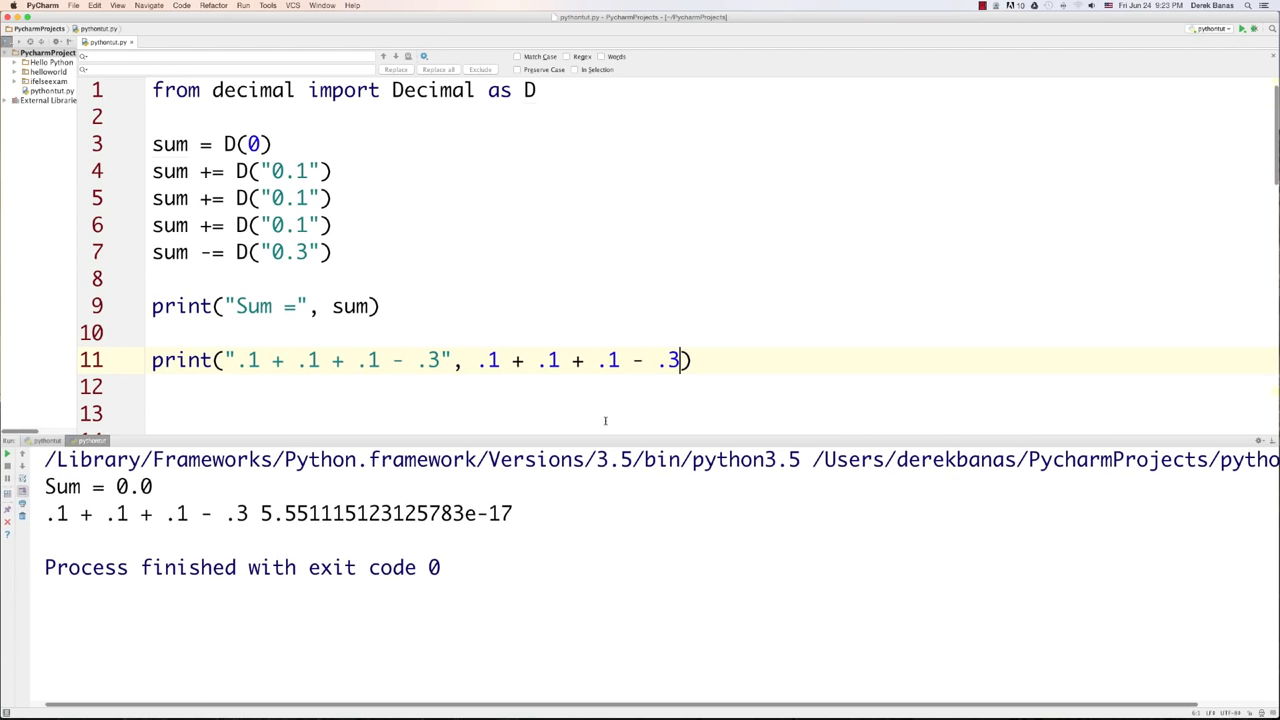 PyCharm File Edit View Navigate Code Refactor Run Tools VCS Window Help Fri Jun 24 9:23 PM Derek Banas
pythontut.py - PycharmProjects - [~/PycharmProjects]
PycharmProjects pythontut.py pythontut
pythontut.py
PycharmProject
Hello Python
helloworld
ifelseexam
pythontut.py
External Librarie
Match Case Regex Words
Replace Replace all Exclude Preserve Case In Selection
1 from decimal import Decimal as D
2
3 sum = D(0)
4 sum += D("0.1")
5 sum += D("0.1")
6 sum += D("0.1")
7 sum -= D("0.3")
8
9 print("Sum =", sum)
10
11 print(".1 + .1 + .1 - .3", .1 + .1 + .1 - .3)
12
13
Run: pythontut pythontut
/Library/Frameworks/Python.framework/Versions/3.5/bin/python3.5 /Users/derekbanas/PycharmProjects/pytho
Sum = 0.0
.1 + .1 + .1 - .3 5.551115123125783e-17
Process finished with exit code 0
6:1 LF UTF-8